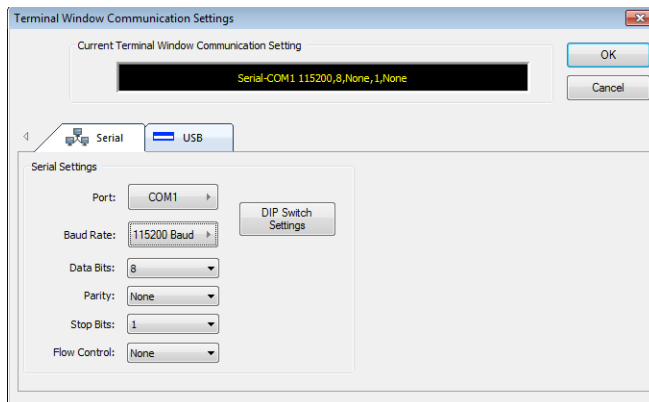 Terminal Window Communication Settings
Current Terminal Window Communication Setting
Serial-COM1 115200,8,None,1,None
OK
Cancel
Serial
USB
Serial Settings
Port: COM1
DIP Switch
Settings
Baud Rate: 115200 Baud
Data Bits: 8
Parity: None
Stop Bits: 1
Flow Control: None